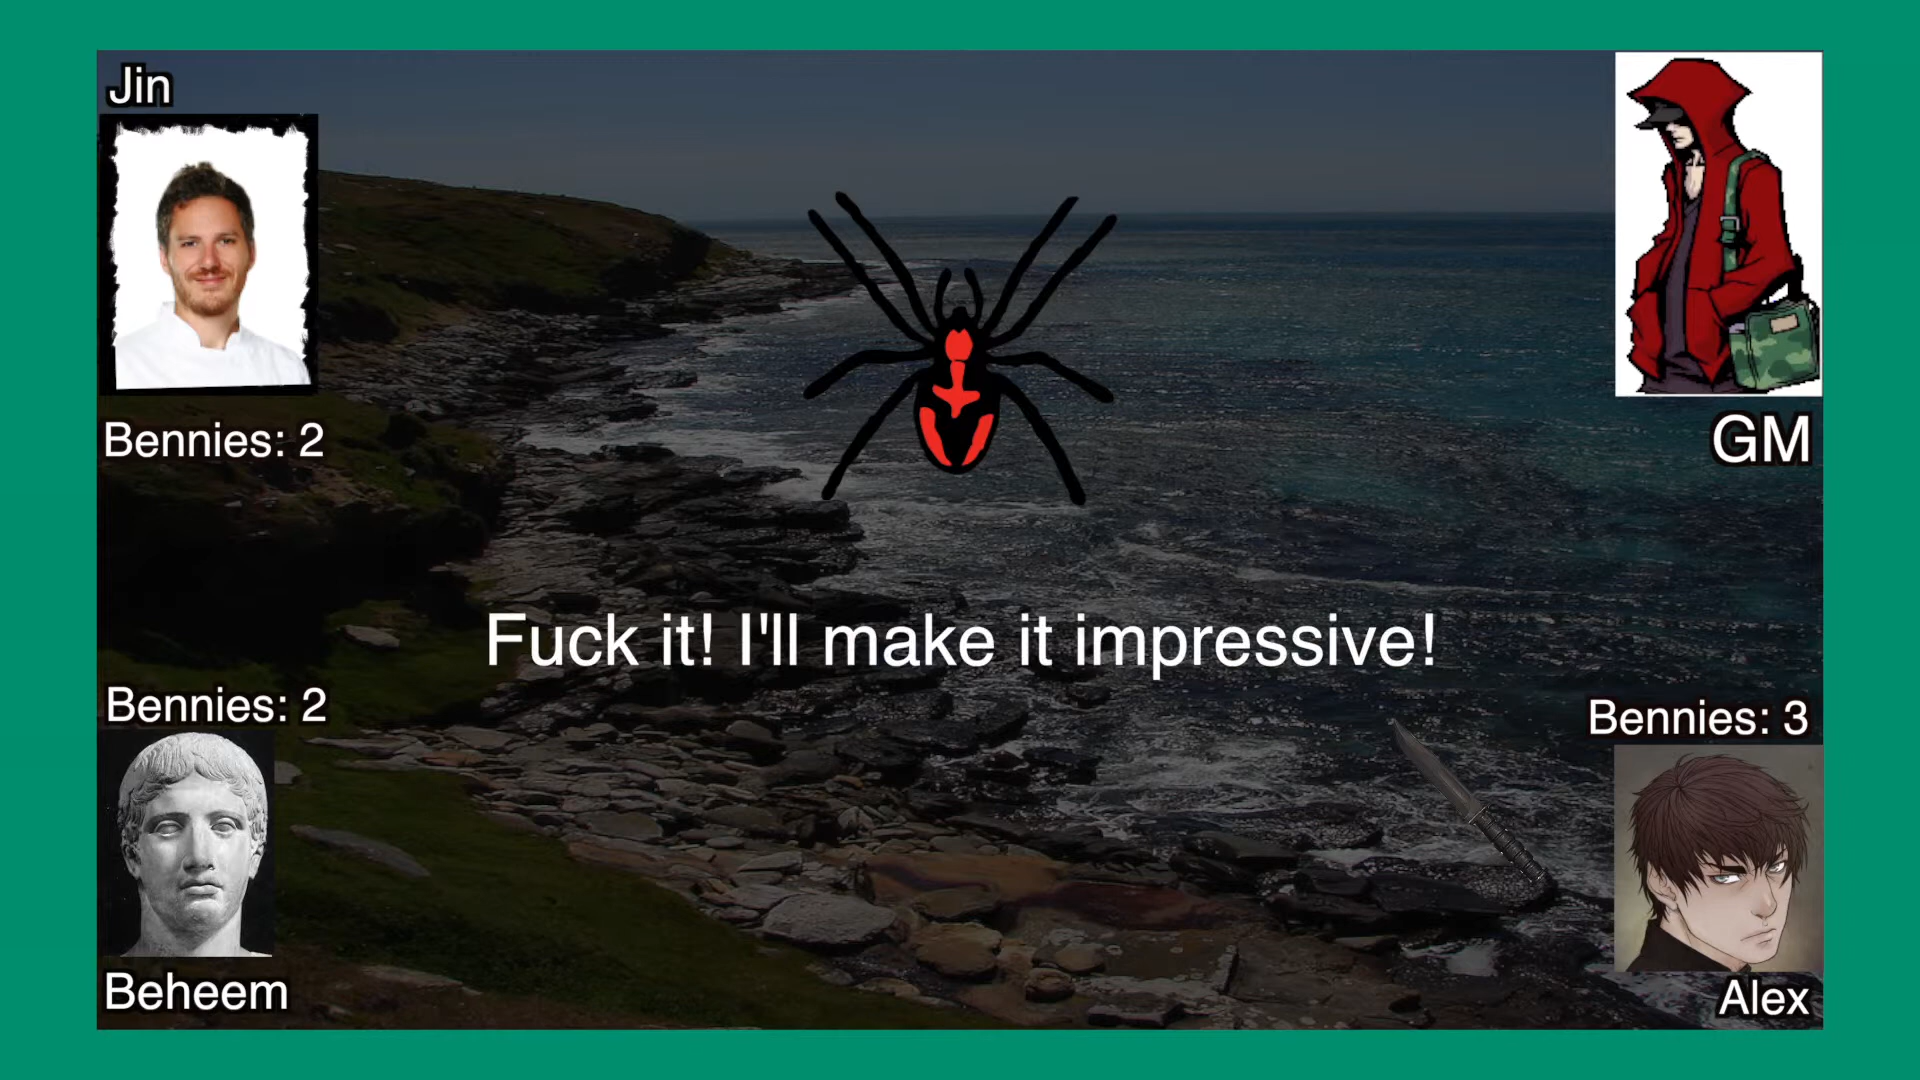 Jin
Bennies: 2
GM
Fuck it! I'll make it impressive!
Bennies: 2
Bennies: 3
Beheem
Alex